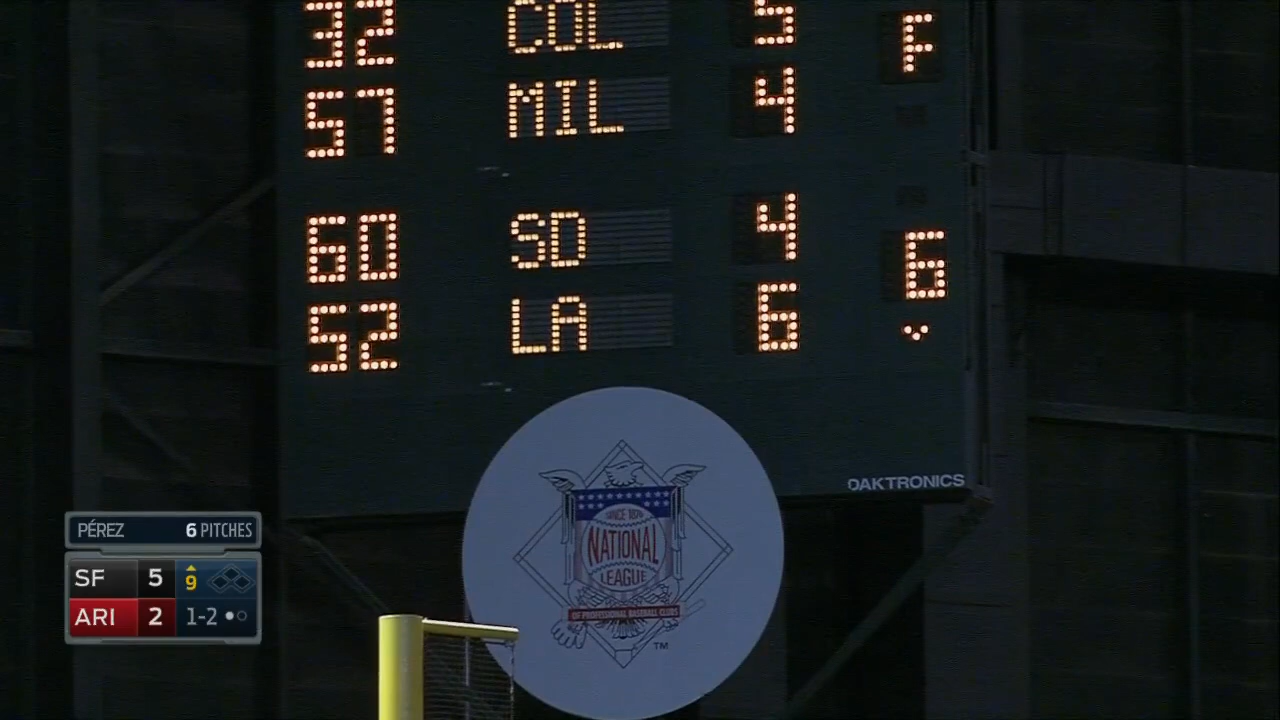 32 COL 5 F
57 MIL 4
60 SD 4 6
52 LA 6
DAKTRONICS
SINCE 1876
NATIONAL
LEAGUE
OF PROFESSIONAL BASEBALL CLUBS
TM
PÉREZ 6 PITCHES
SF 5 9
ARI 2 1-2